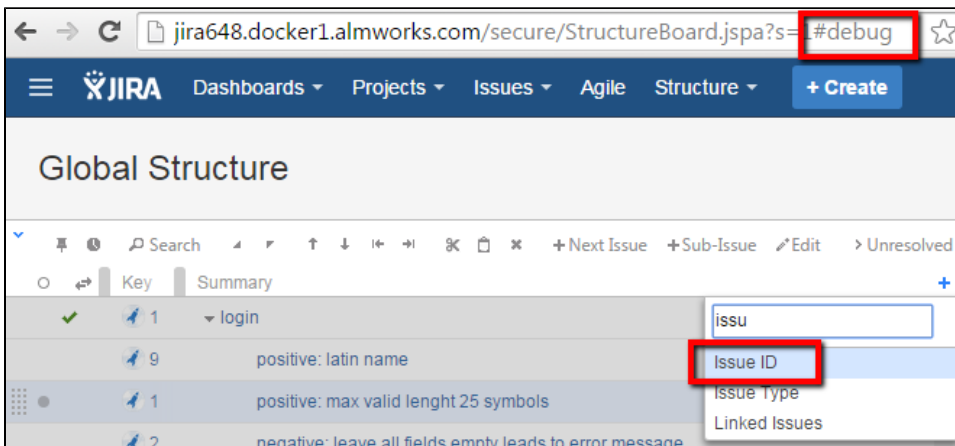 jira648.docker1.almworks.com/secure/StructureBoard.jspa?s=1#debug
JIRA Dashboards Projects Issues Agile Structure + Create
Global Structure
Search +Next Issue +Sub-Issue Edit Unresolved
Key Summary +
1 login
issu
9 positive: latin name
Issue ID
1 positive: max valid lenght 25 symbols
Issue Type
Linked Issues
2 negative: leave all fields empty leads to error message